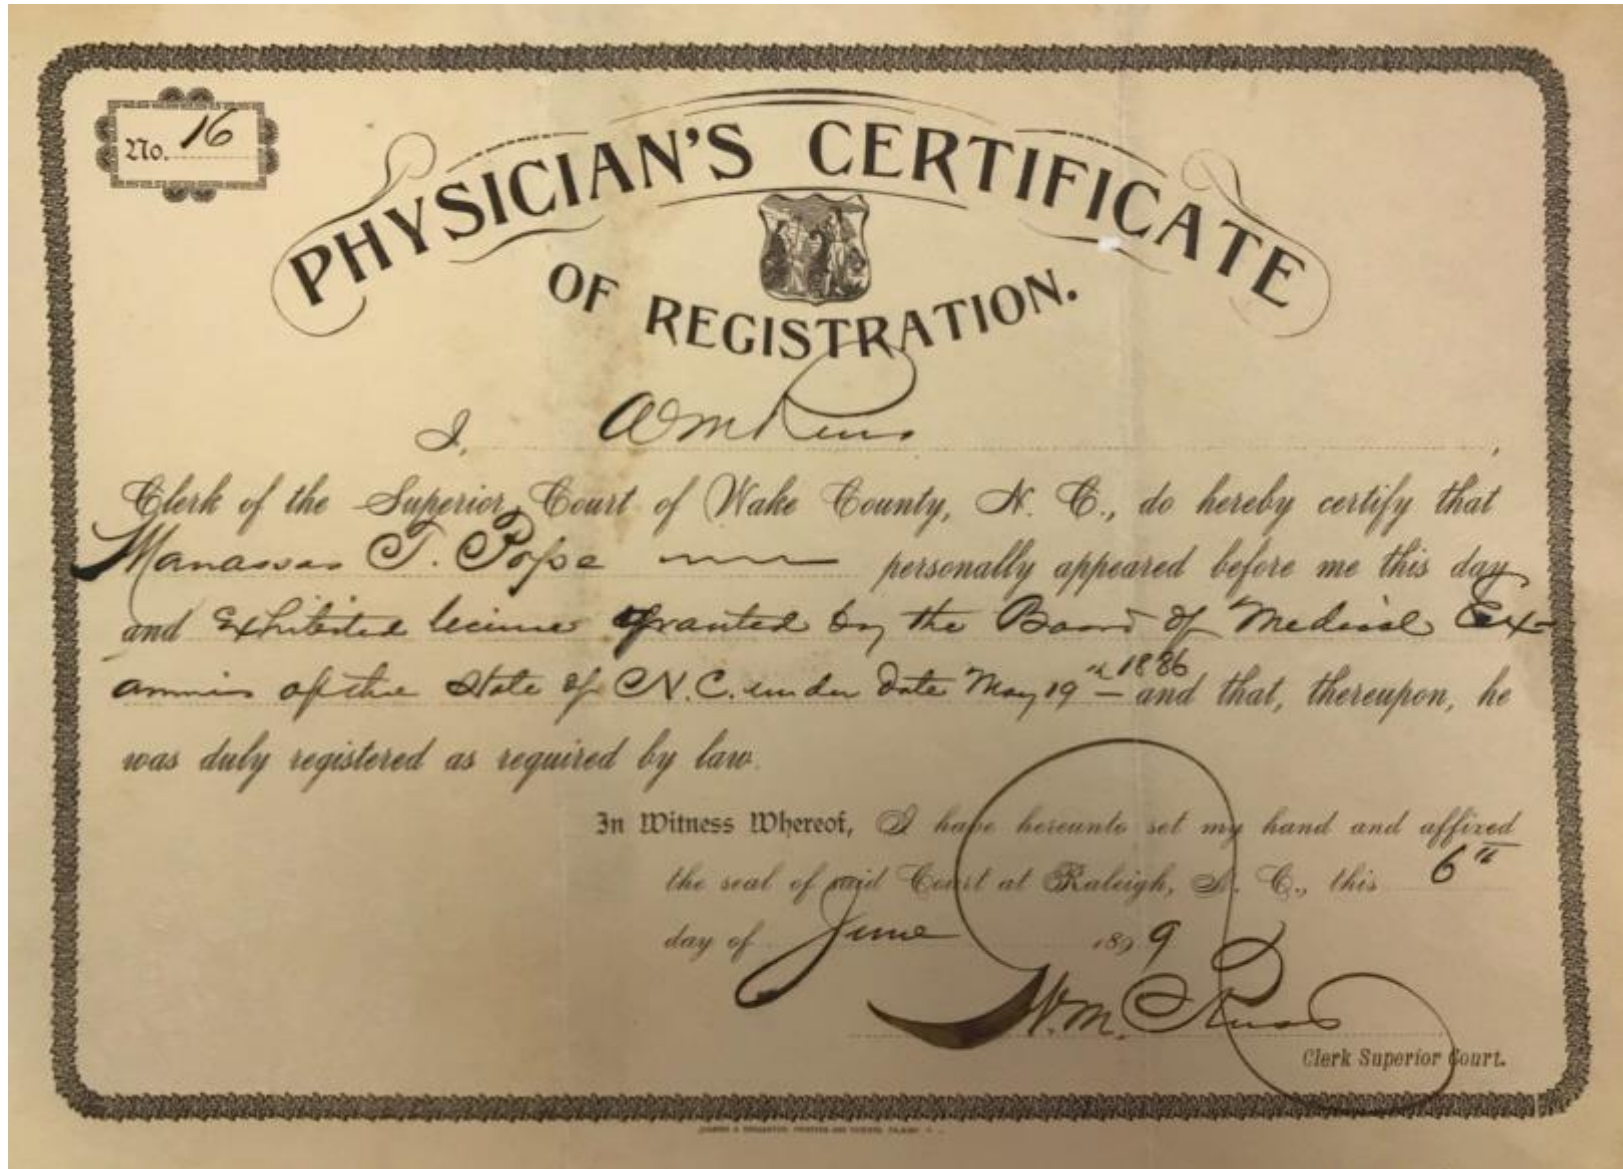 No. 16
PHYSICIAN'S CERTIFICATE
OF REGISTRATION.
I, Wm Russ,
Clerk of the Superior Court of Wake County, N. C., do hereby certify that
Manassas T. Pope personally appeared before me this day
and Exhibited license granted by the Board of Medical Ex-
of the State of N.C. under date May 19th 1886 and that, thereupon, he
was duly registered as required by law.
In Witness Whereof, I have hereunto set my hand and affixed
the seal of said Court at Raleigh, N. C., this 6th
day of June 1899
W.M. Russ
Clerk Superior Court.